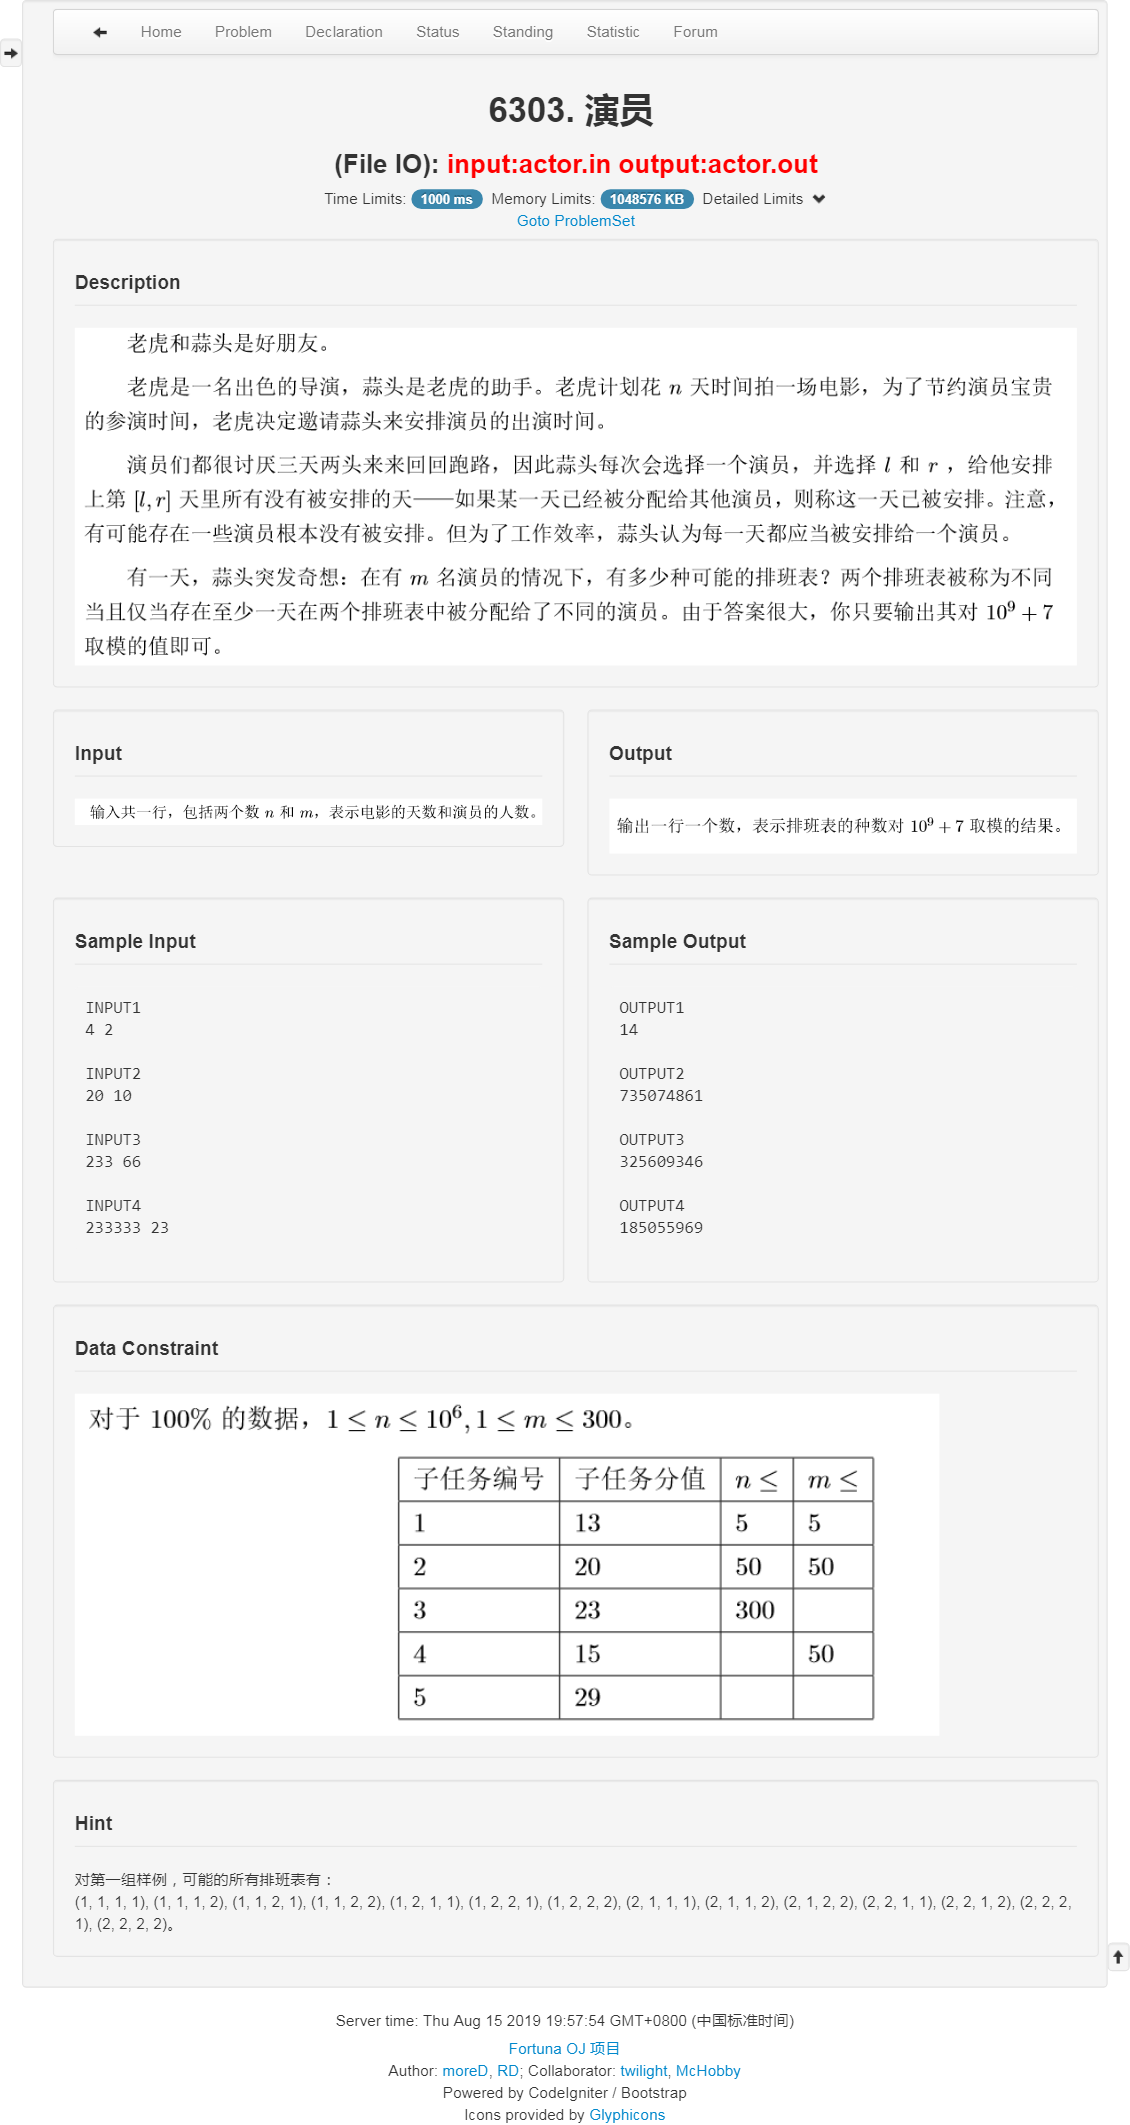 Home Problem Declaration Status Standing Statistic Forum
6303. 演员
(File IO): input:actor.in output:actor.out
Time Limits: 1000 ms Memory Limits: 1048576 KB Detailed Limits
Goto ProblemSet
Description
老虎和蒜头是好朋友。
老虎是一名出色的导演，蒜头是老虎的助手。老虎计划花 n 天时间拍一场电影，为了节约演员宝贵
的参演时间，老虎决定邀请蒜头来安排演员的出演时间。
演员们都很讨厌三天两头来来回回跑路，因此蒜头每次会选择一个演员，并选择 l 和 r ，给他安排
上第 [l, r] 天里所有没有被安排的天——如果某一天已经被分配给其他演员，则称这一天已被安排。注意，
有可能存在一些演员根本没有被安排。但为了工作效率，蒜头认为每一天都应当被安排给一个演员。
有一天，蒜头突发奇想：在有 m 名演员的情况下，有多少种可能的排班表？两个排班表被称为不同
当且仅当存在至少一天在两个排班表中被分配给了不同的演员。由于答案很大，你只要输出其对 10⁹ + 7
取模的值即可。
Input
输入共一行，包括两个数 n 和 m，表示电影的天数和演员的人数。
Output
输出一行一个数，表示排班表的种数对 10⁹ + 7 取模的结果。
Sample Input
INPUT1
4 2
INPUT2
20 10
INPUT3
233 66
INPUT4
233333 23
Sample Output
OUTPUT1
14
OUTPUT2
735074861
OUTPUT3
325609346
OUTPUT4
185055969
Data Constraint
对于 100% 的数据，1 ≤ n ≤ 10⁶, 1 ≤ m ≤ 300。
子任务编号 子任务分值 n ≤ m ≤
1 13 5 5
2 20 50 50
3 23 300
4 15 50
5 29
Hint
对第一组样例，可能的所有排班表有：
(1, 1, 1, 1), (1, 1, 1, 2), (1, 1, 2, 1), (1, 1, 2, 2), (1, 2, 1, 1), (1, 2, 2, 1), (1, 2, 2, 2), (2, 1, 1, 1), (2, 1, 1, 2), (2, 1, 2, 2), (2, 2, 1, 1), (2, 2, 1, 2), (2, 2, 2,
1), (2, 2, 2, 2)。
Server time: Thu Aug 15 2019 19:57:54 GMT+0800 (中国标准时间)
Fortuna OJ 项目
Author: moreD, RD; Collaborator: twilight, McHobby
Powered by CodeIgniter / Bootstrap
Icons provided by Glyphicons